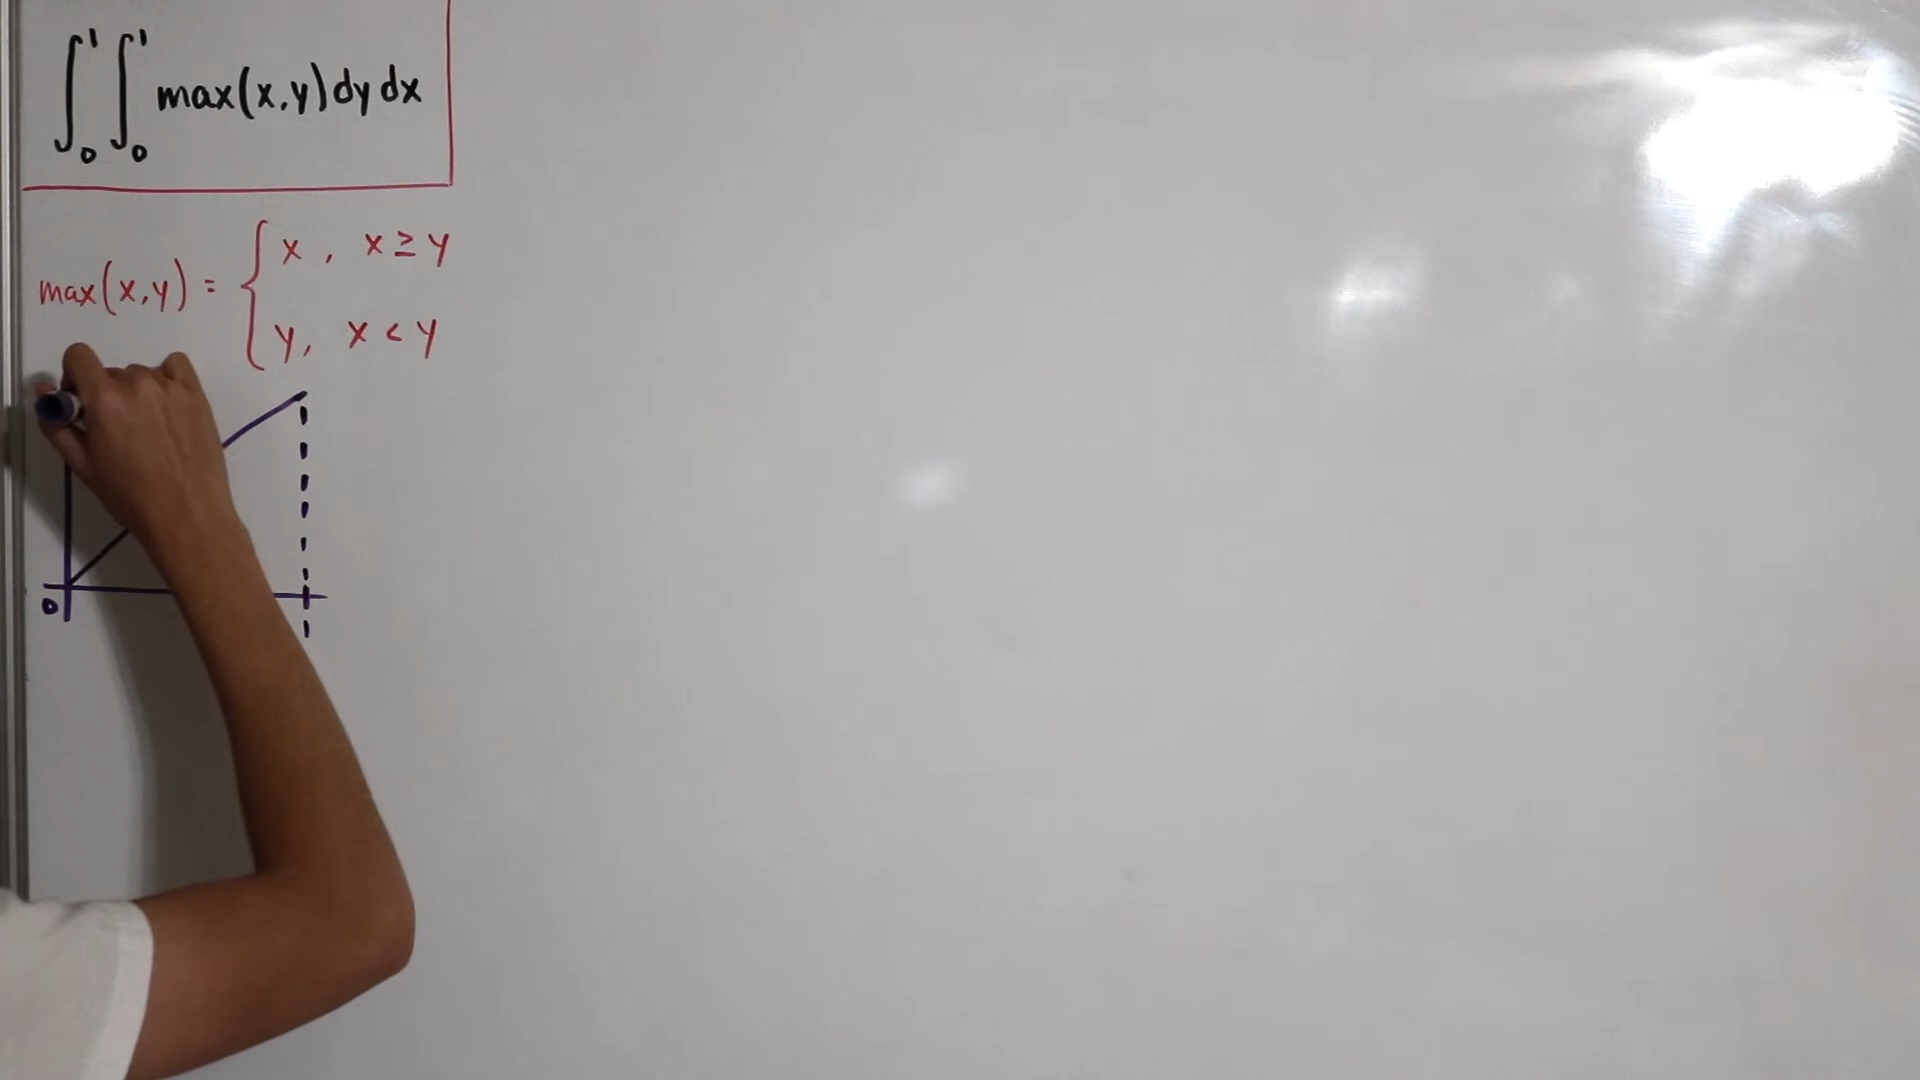 ∫₀¹ ∫₀¹ max(x,y) dy dx
max(x,y) = { x , x ≥ y
y, x < y
0